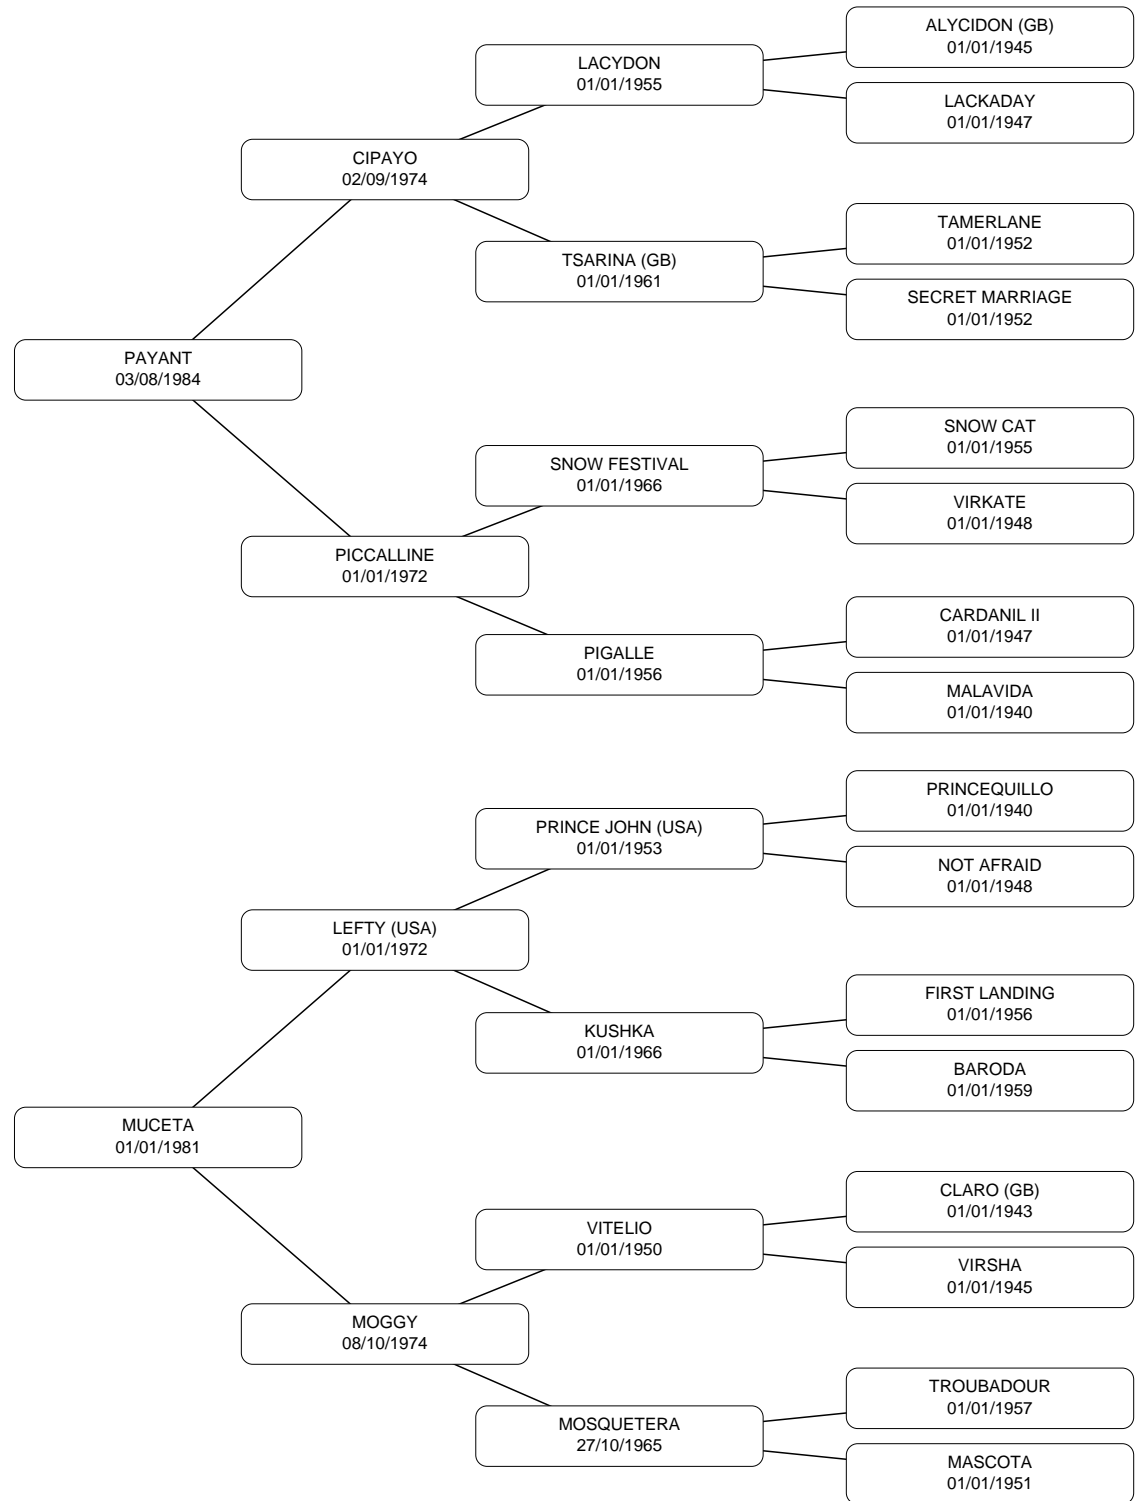 ALYCIDON (GB)
01/01/1945
LACYDON
01/01/1955
LACKADAY
01/01/1947
CIPAYO
02/09/1974
TAMERLANE
01/01/1952
TSARINA (GB)
01/01/1961
SECRET MARRIAGE
01/01/1952
PAYANT
03/08/1984
SNOW CAT
01/01/1955
SNOW FESTIVAL
01/01/1966
VIRKATE
01/01/1948
PICCALLINE
01/01/1972
CARDANIL II
01/01/1947
PIGALLE
01/01/1956
MALAVIDA
01/01/1940
PRINCEQUILLO
01/01/1940
PRINCE JOHN (USA)
01/01/1953
NOT AFRAID
01/01/1948
LEFTY (USA)
01/01/1972
FIRST LANDING
01/01/1956
KUSHKA
01/01/1966
BARODA
01/01/1959
MUCETA
01/01/1981
CLARO (GB)
01/01/1943
VITELIO
01/01/1950
VIRSHA
01/01/1945
MOGGY
08/10/1974
TROUBADOUR
01/01/1957
MOSQUETERA
27/10/1965
MASCOTA
01/01/1951